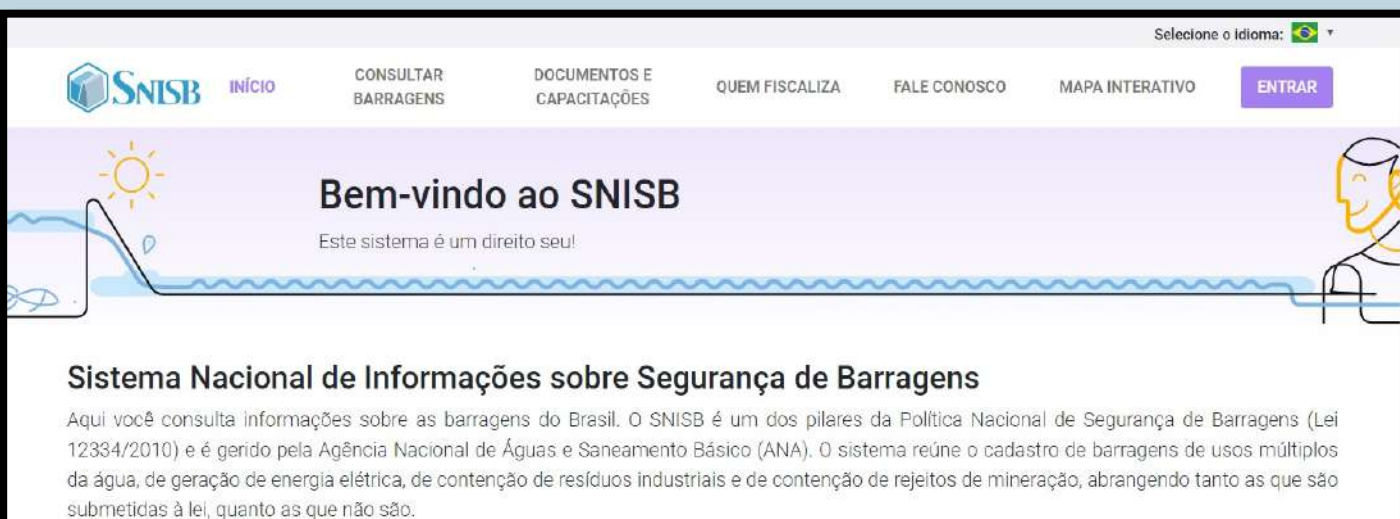 Selecione o idioma:
SNISB INÍCIO CONSULTAR BARRAGENS DOCUMENTOS E CAPACITAÇÕES QUEM FISCALIZA FALE CONOSCO MAPA INTERATIVO ENTRAR
Bem-vindo ao SNISB
Este sistema é um direito seu!
Sistema Nacional de Informações sobre Segurança de Barragens
Aqui você consulta informações sobre as barragens do Brasil. O SNISB é um dos pilares da Política Nacional de Segurança de Barragens (Lei
12334/2010) e é gerido pela Agência Nacional de Águas e Saneamento Básico (ANA). O sistema reúne o cadastro de barragens de usos múltiplos
da água, de geração de energia elétrica, de contenção de resíduos industriais e de contenção de rejeitos de mineração, abrangendo tanto as que são
submetidas à lei, quanto as que não são.